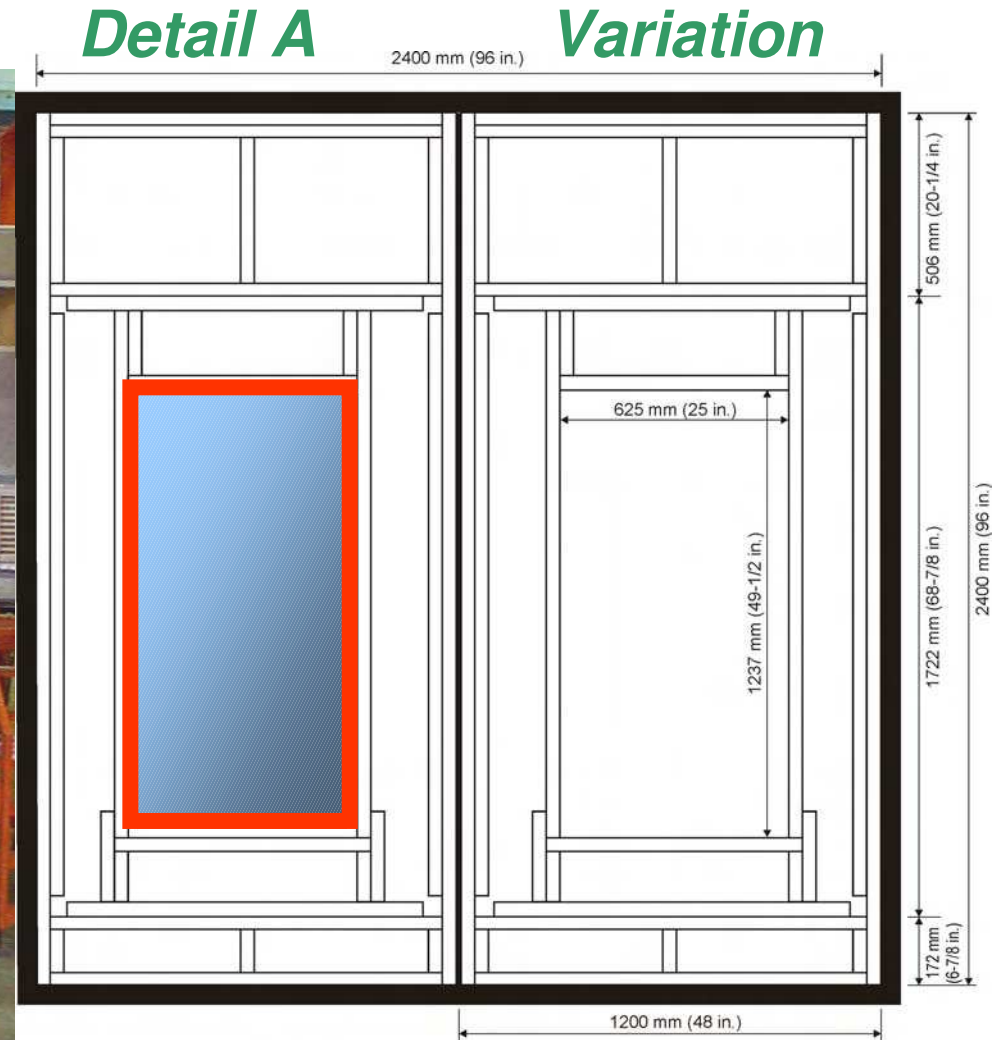 Detail A Variation
2400 mm (96 in.)
506 mm (20-1/4 in.)
625 mm (25 in.)
1237 mm (49-1/2 in.)
1722 mm (68-7/8 in.)
2400 mm (96 in.)
172 mm
(6-7/8 in.)
1200 mm (48 in.)